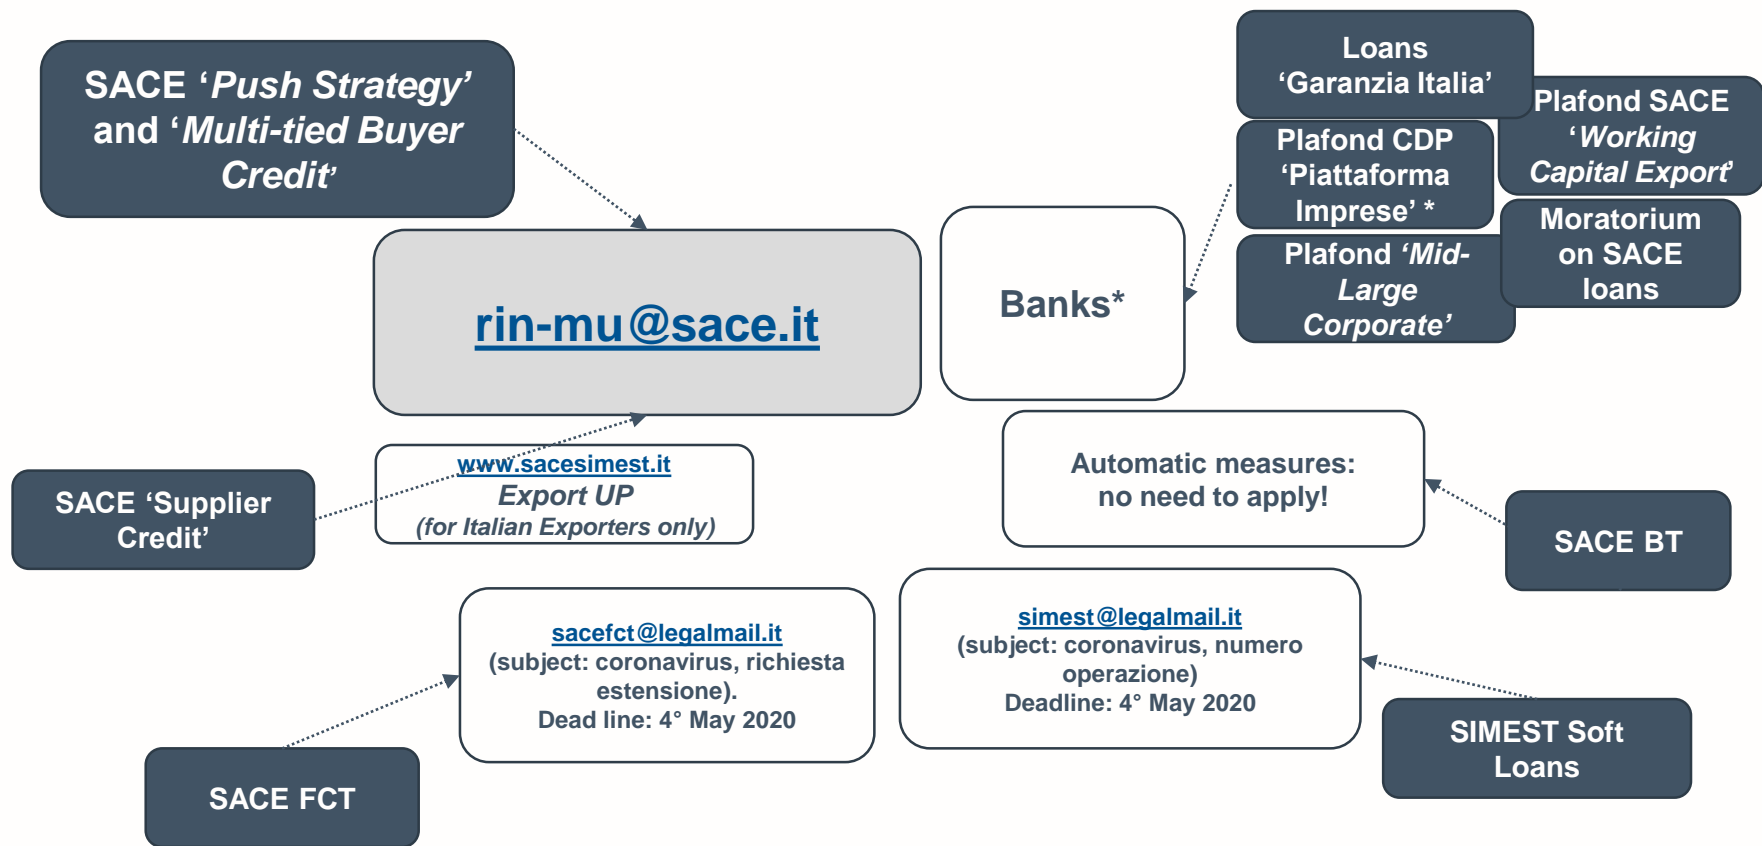 SACE ‘Push Strategy’
and ‘Multi-tied Buyer
Credit’
Loans
‘Garanzia Italia’
Plafond SACE
‘Working
Capital Export’
Plafond CDP
‘Piattaforma
Imprese’ *
Moratorium
on SACE
loans
Plafond ‘Mid-
Large
Corporate’
rin-mu@sace.it
Banks*
www.sacesimest.it
Export UP
(for Italian Exporters only)
SACE ‘Supplier
Credit’
Automatic measures:
no need to apply!
SACE BT
sacefct@legalmail.it
(subject: coronavirus, richiesta
estensione).
Dead line: 4° May 2020
simest@legalmail.it
(subject: coronavirus, numero
operazione)
Deadline: 4° May 2020
SACE FCT
SIMEST Soft
Loans